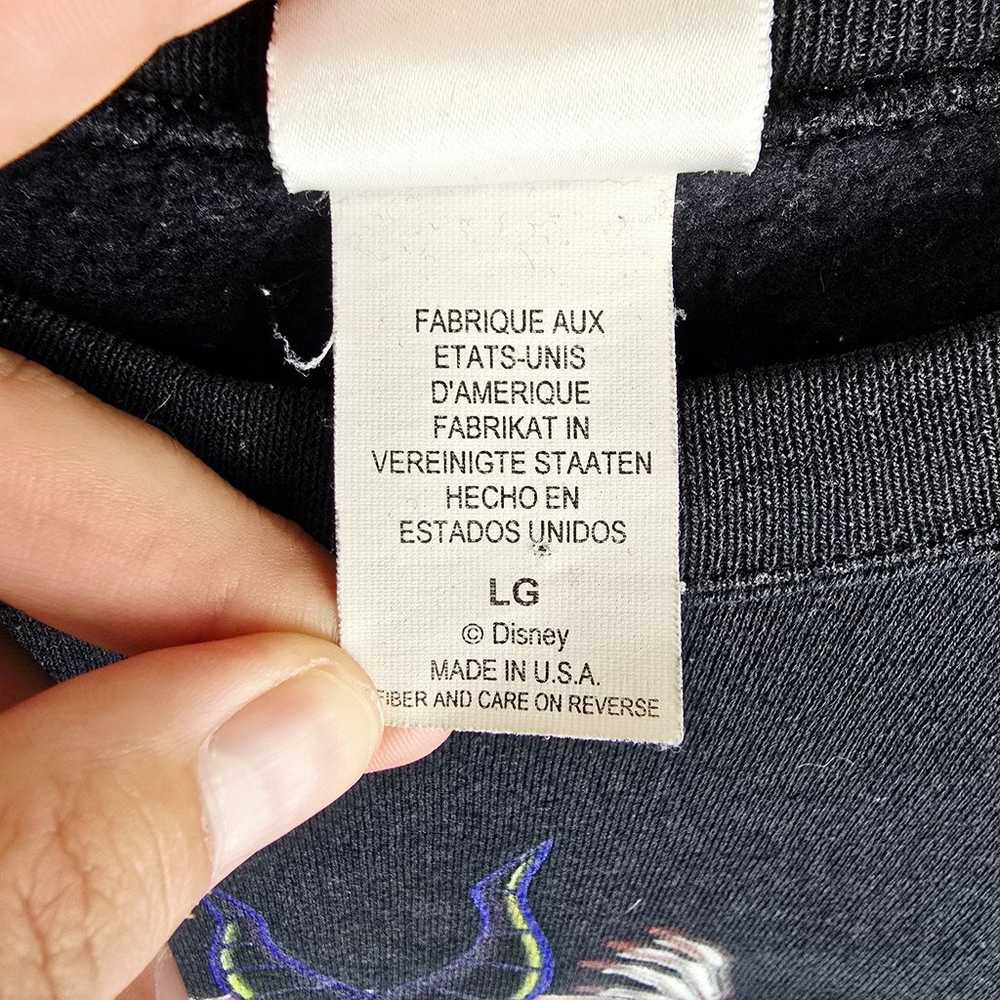 FABRIQUE AUX
ETATS-UNIS
D'AMERIQUE
FABRIKAT IN
VEREINIGTE STAATEN
HECHO EN
ESTADOS UNIDOS
LG
© Disney
MADE IN U.S.A.
FIBER AND CARE ON REVERSE